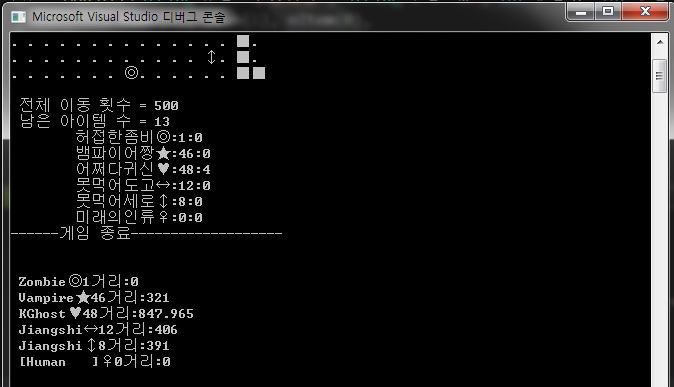 Microsoft Visual Studio 디버그 콘솔
. . . . . . . . . . . . . . . ■.
. . . . . . . . . . . . . ↕. ■.
. . . . . . . ◎. . . . . . ■■
전체 이동 횟수 = 500
남은 아이템 수 = 13
허접한좀비◎:1:0
뱀파이어짱★:46:0
어쩌다귀신♥:48:4
못먹어도고↔:12:0
못먹어세로↕:8:0
미래의인류♀:0:0
------게임 종료-------------------
Zombie◎1거리:0
Vampire★46거리:321
KGhost♥48거리:847.965
Jiangshi↔12거리:406
Jiangshi↕8거리:391
[Human   ]♀0거리:0